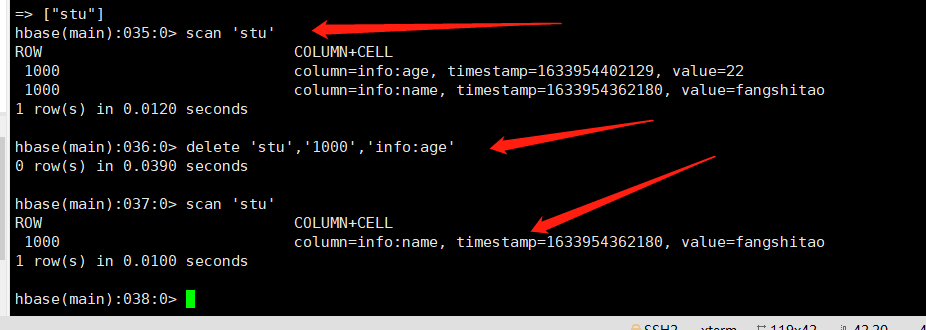 => ["stu"]
hbase(main):035:0> scan 'stu'
ROW                          COLUMN+CELL
 1000                        column=info:age, timestamp=1633954402129, value=22
 1000                        column=info:name, timestamp=1633954362180, value=fangshitao
1 row(s) in 0.0120 seconds
hbase(main):036:0> delete 'stu','1000','info:age'
0 row(s) in 0.0390 seconds
hbase(main):037:0> scan 'stu'
ROW                          COLUMN+CELL
 1000                        column=info:name, timestamp=1633954362180, value=fangshitao
1 row(s) in 0.0100 seconds
hbase(main):038:0>
SSH2 xterm 119x42